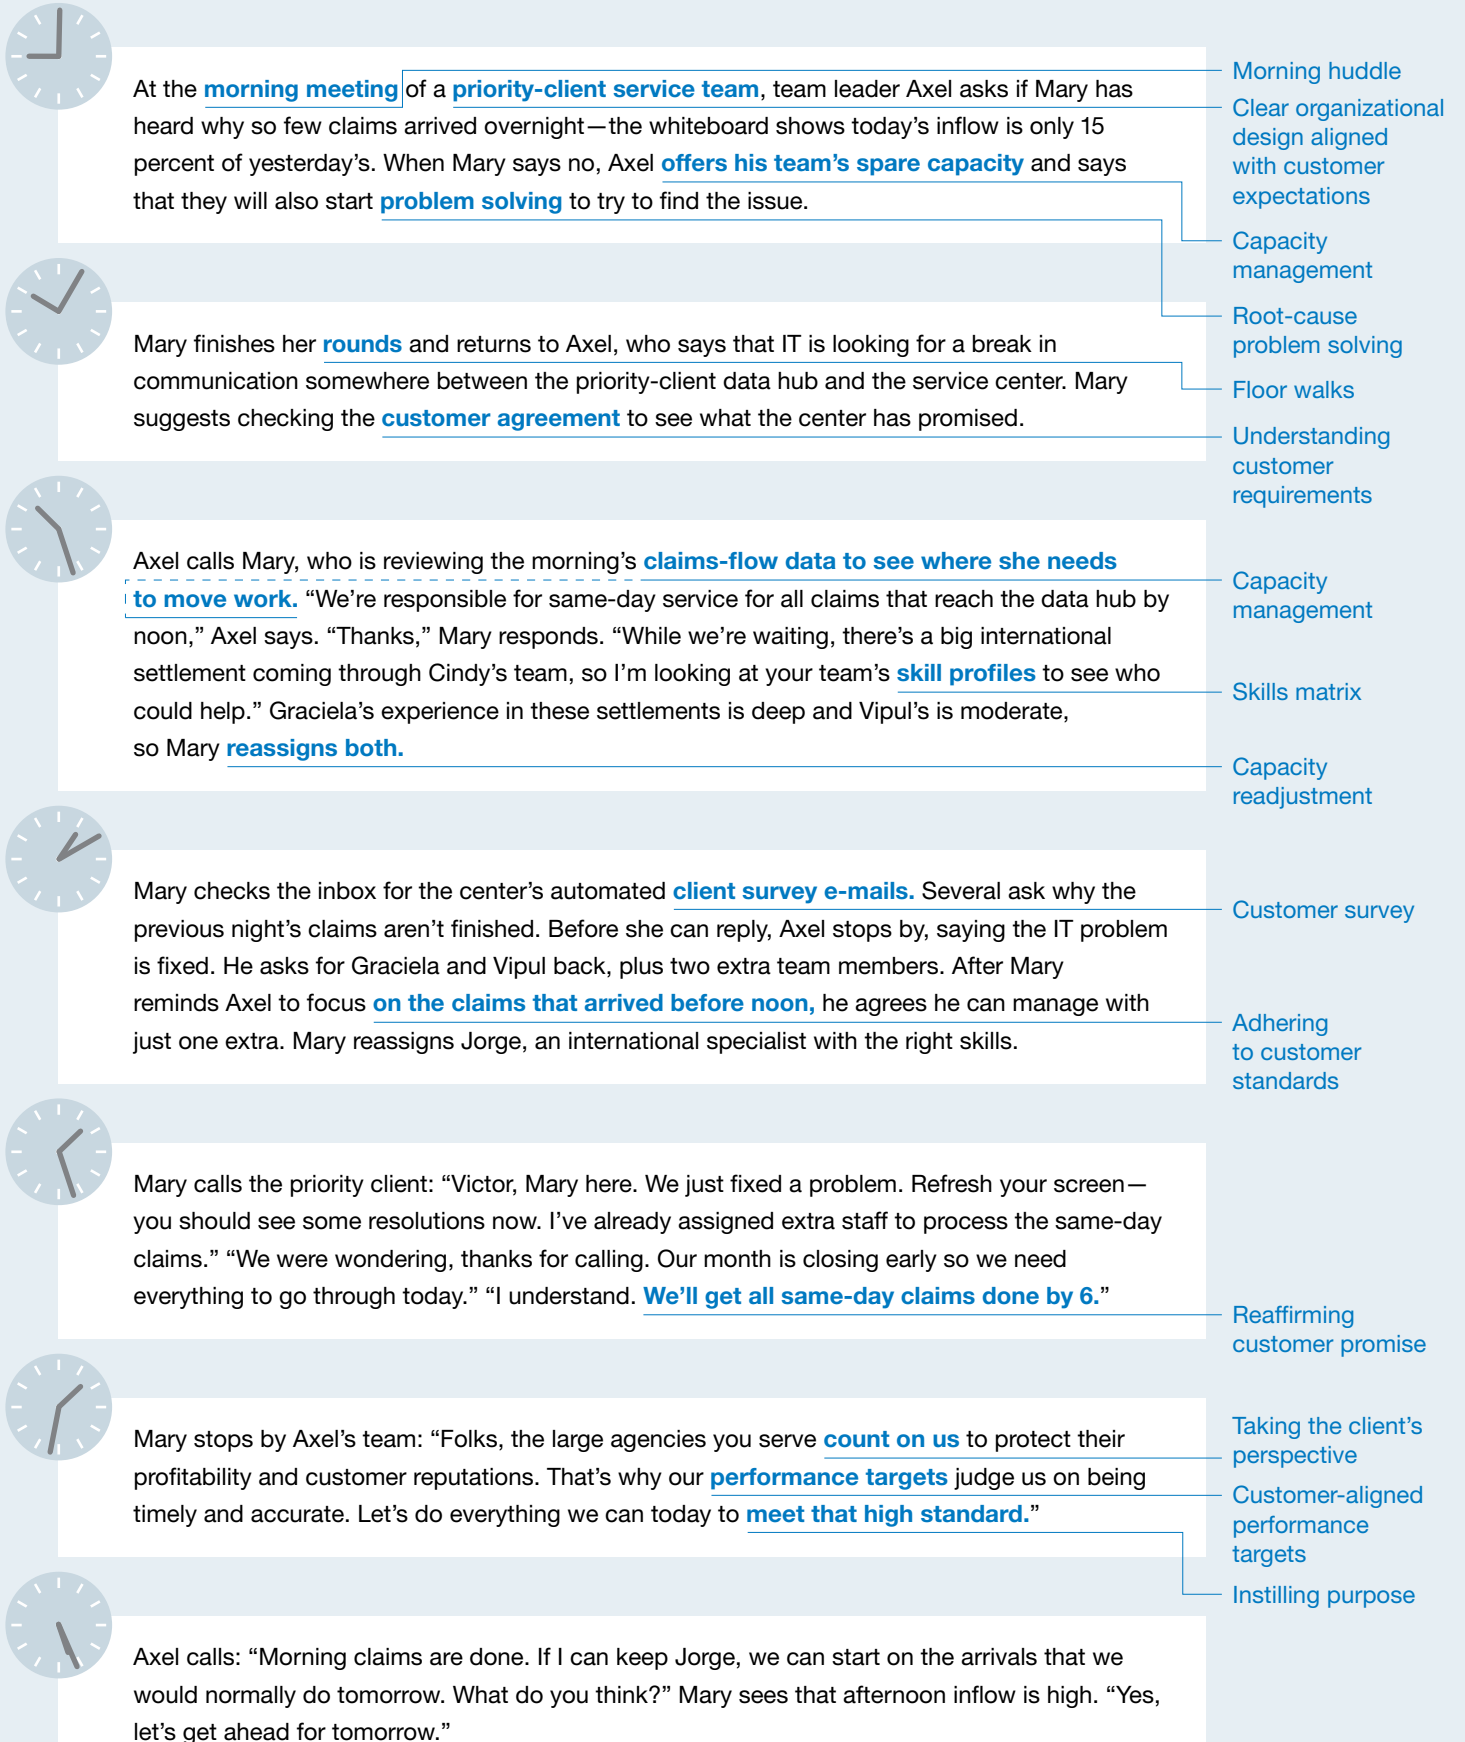 At the morning meeting of a priority-client service team, team leader Axel asks if Mary has
heard why so few claims arrived overnight—the whiteboard shows today’s inflow is only 15
percent of yesterday’s. When Mary says no, Axel offers his team’s spare capacity and says
that they will also start problem solving to try to find the issue.
Morning huddle
Clear organizational
design aligned
with customer
expectations
Capacity
management
Root-cause
problem solving
Mary finishes her rounds and returns to Axel, who says that IT is looking for a break in
communication somewhere between the priority-client data hub and the service center. Mary
suggests checking the customer agreement to see what the center has promised.
Floor walks
Understanding
customer
requirements
Axel calls Mary, who is reviewing the morning’s claims-flow data to see where she needs
to move work. “We’re responsible for same-day service for all claims that reach the data hub by
noon,” Axel says. “Thanks,” Mary responds. “While we’re waiting, there’s a big international
settlement coming through Cindy’s team, so I’m looking at your team’s skill profiles to see who
could help.” Graciela’s experience in these settlements is deep and Vipul’s is moderate,
so Mary reassigns both.
Capacity
management
Skills matrix
Capacity
readjustment
Mary checks the inbox for the center’s automated client survey e-mails. Several ask why the
previous night’s claims aren’t finished. Before she can reply, Axel stops by, saying the IT problem
is fixed. He asks for Graciela and Vipul back, plus two extra team members. After Mary
reminds Axel to focus on the claims that arrived before noon, he agrees he can manage with
just one extra. Mary reassigns Jorge, an international specialist with the right skills.
Customer survey
Adhering
to customer
standards
Mary calls the priority client: “Victor, Mary here. We just fixed a problem. Refresh your screen—
you should see some resolutions now. I’ve already assigned extra staff to process the same-day
claims.” “We were wondering, thanks for calling. Our month is closing early so we need
everything to go through today.” “I understand. We’ll get all same-day claims done by 6.”
Reaffirming
customer promise
Mary stops by Axel’s team: “Folks, the large agencies you serve count on us to protect their
profitability and customer reputations. That’s why our performance targets judge us on being
timely and accurate. Let’s do everything we can today to meet that high standard.”
Taking the client’s
perspective
Customer-aligned
performance
targets
Instilling purpose
Axel calls: “Morning claims are done. If I can keep Jorge, we can start on the arrivals that we
would normally do tomorrow. What do you think?” Mary sees that afternoon inflow is high. “Yes,
let’s get ahead for tomorrow.”